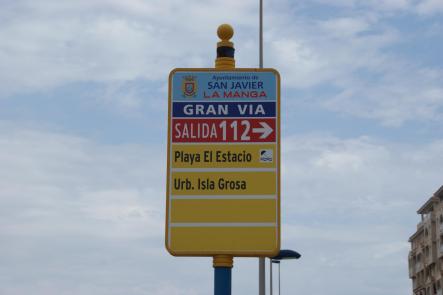 Ayuntamiento de
SAN JAVIER
LA MANGA
GRAN VIA
SALIDA 112 →
Playa El Estacio
Urb. Isla Grosa